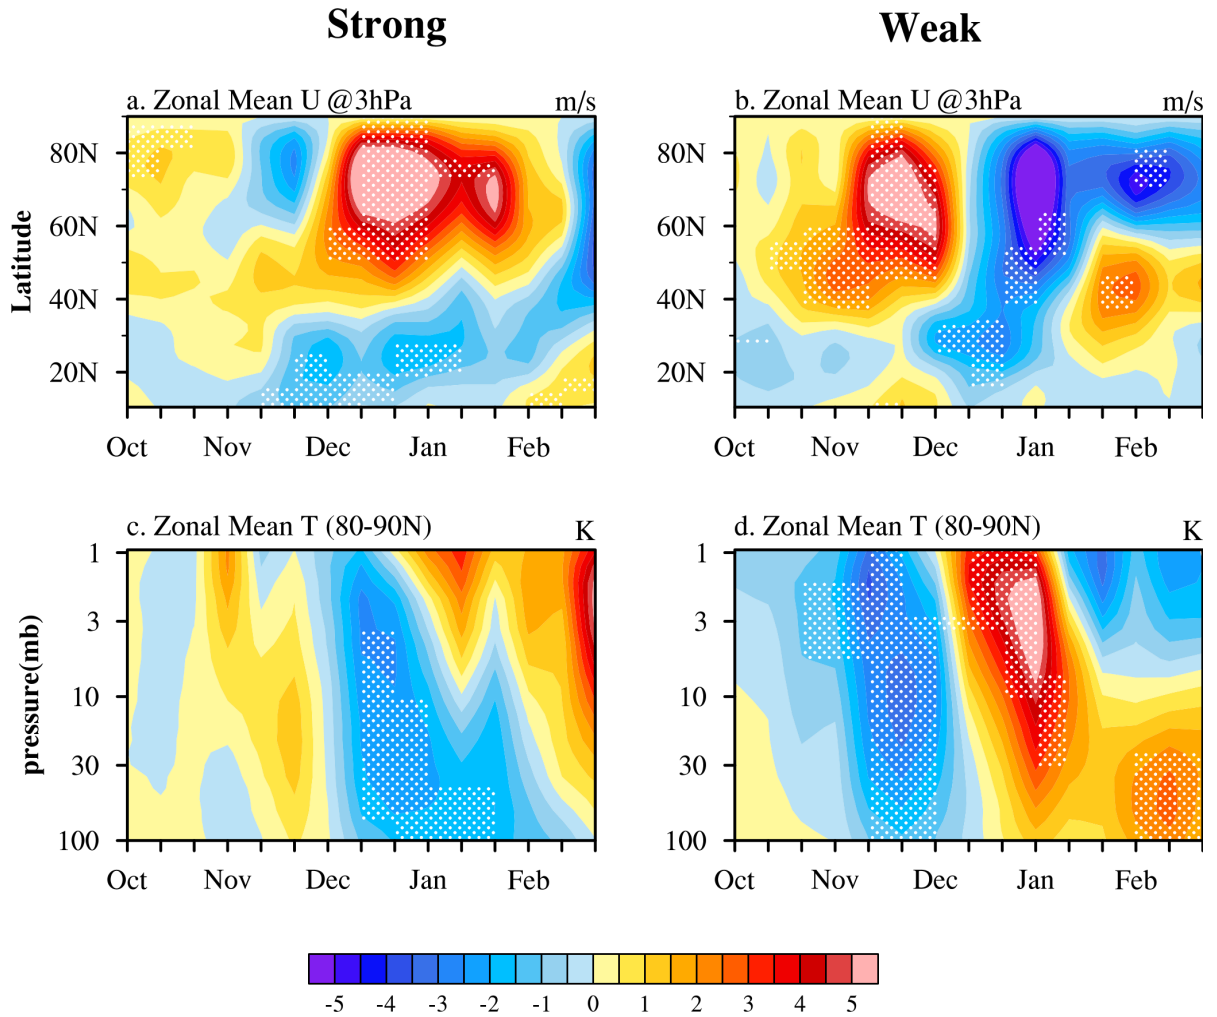 Strong
Weak
a. Zonal Mean U @3hPa m/s
b. Zonal Mean U @3hPa m/s
Latitude
80N
60N
40N
20N
80N
60N
40N
20N
Oct Nov Dec Jan Feb
Oct Nov Dec Jan Feb
c. Zonal Mean T (80-90N) K
d. Zonal Mean T (80-90N) K
pressure(mb)
1
3
10
30
100
1
3
10
30
100
Oct Nov Dec Jan Feb
Oct Nov Dec Jan Feb
-5 -4 -3 -2 -1 0 1 2 3 4 5